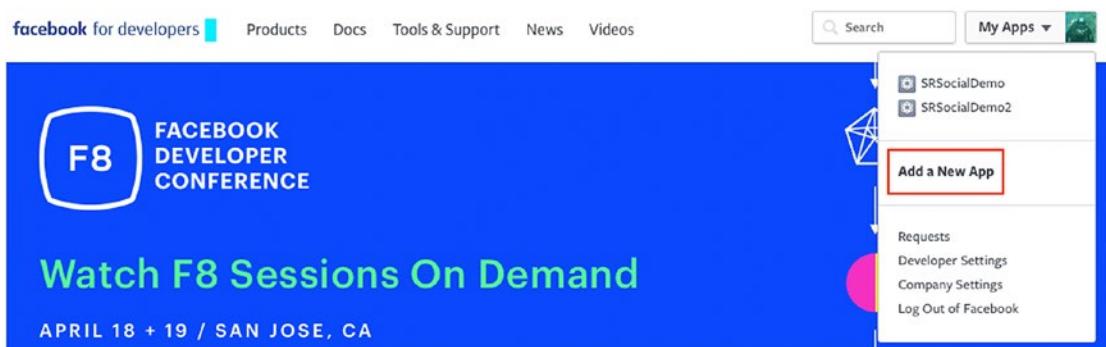 facebook for developers
Products
Docs
Tools & Support
News
Videos
Search
My Apps
SRSocialDemo
SRSocialDemo2
Add a New App
Requests
Developer Settings
Company Settings
Log Out of Facebook
F8
FACEBOOK
DEVELOPER
CONFERENCE
Watch F8 Sessions On Demand
APRIL 18 + 19 / SAN JOSE, CA